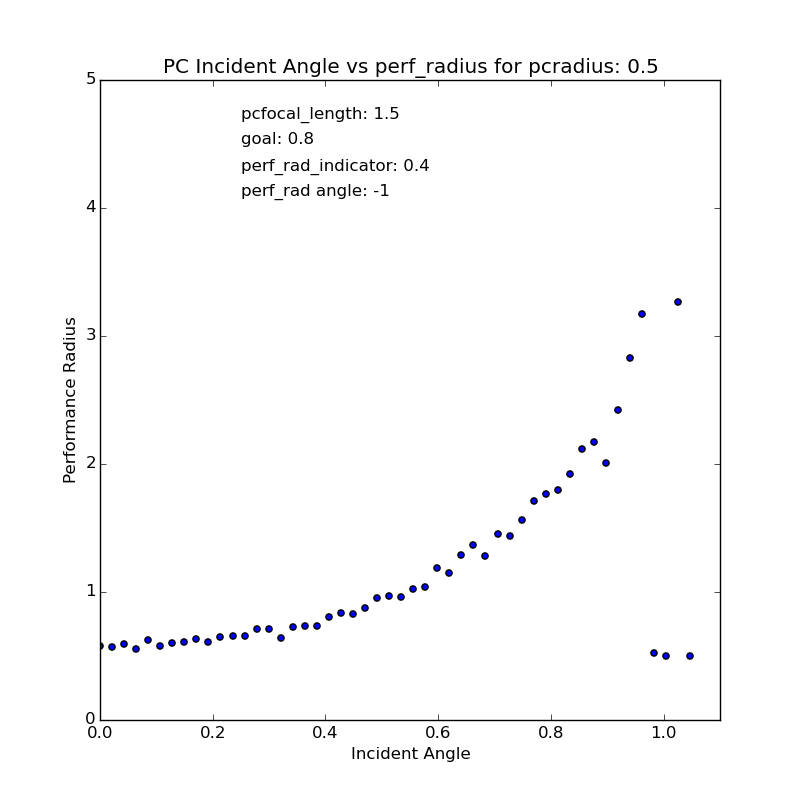 PC Incident Angle vs perf_radius for pcradius: 0.5
5
pcfocal_length: 1.5
goal: 0.8
perf_rad_indicator: 0.4
perf_rad angle: -1
4
3
Performance Radius
2
1
0
0.0 0.2 0.4 0.6 0.8 1.0
Incident Angle